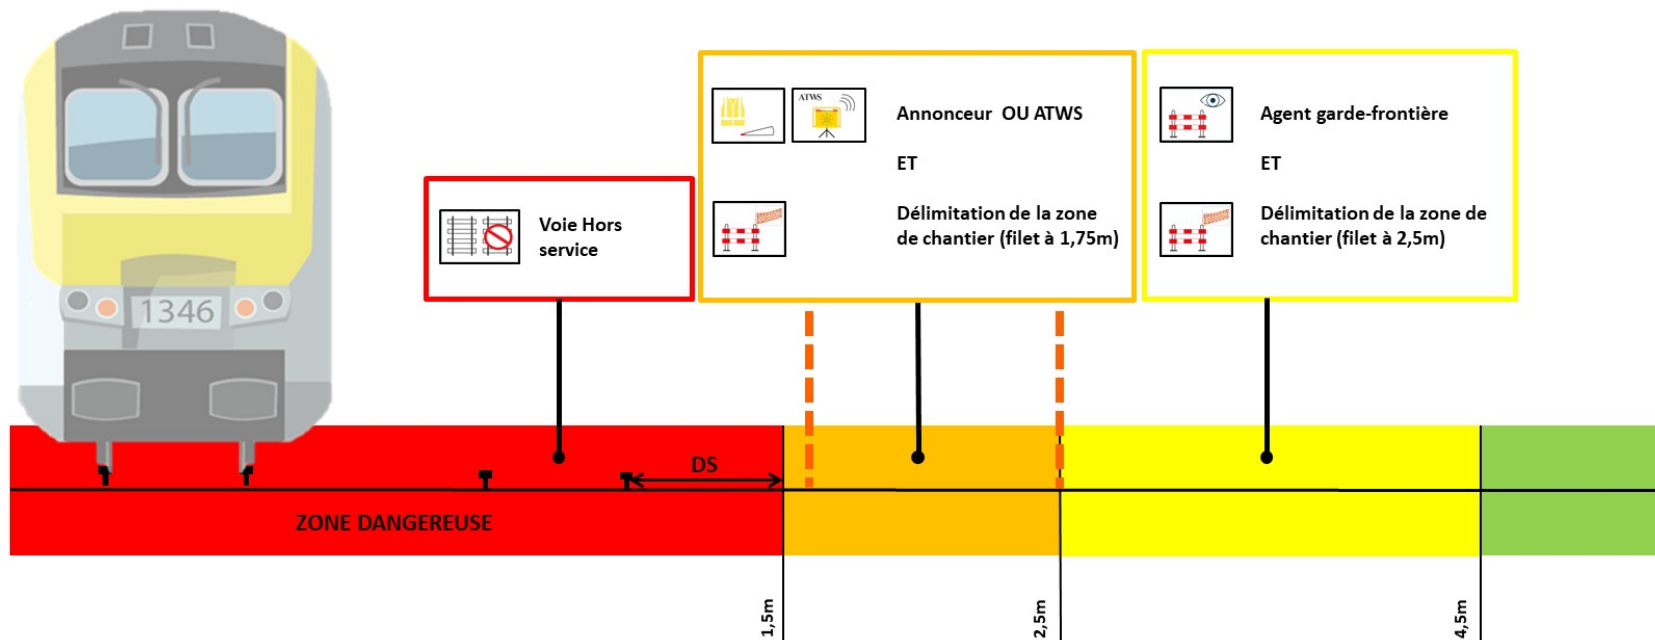 ATWS
Annonceur OU ATWS
ET
Délimitation de la zone
de chantier (filet à 1,75m)
Agent garde-frontière
ET
Délimitation de la zone de
chantier (filet à 2,5m)
Voie Hors
service
1346
DS
ZONE DANGEREUSE
1,5m
2,5m
4,5m